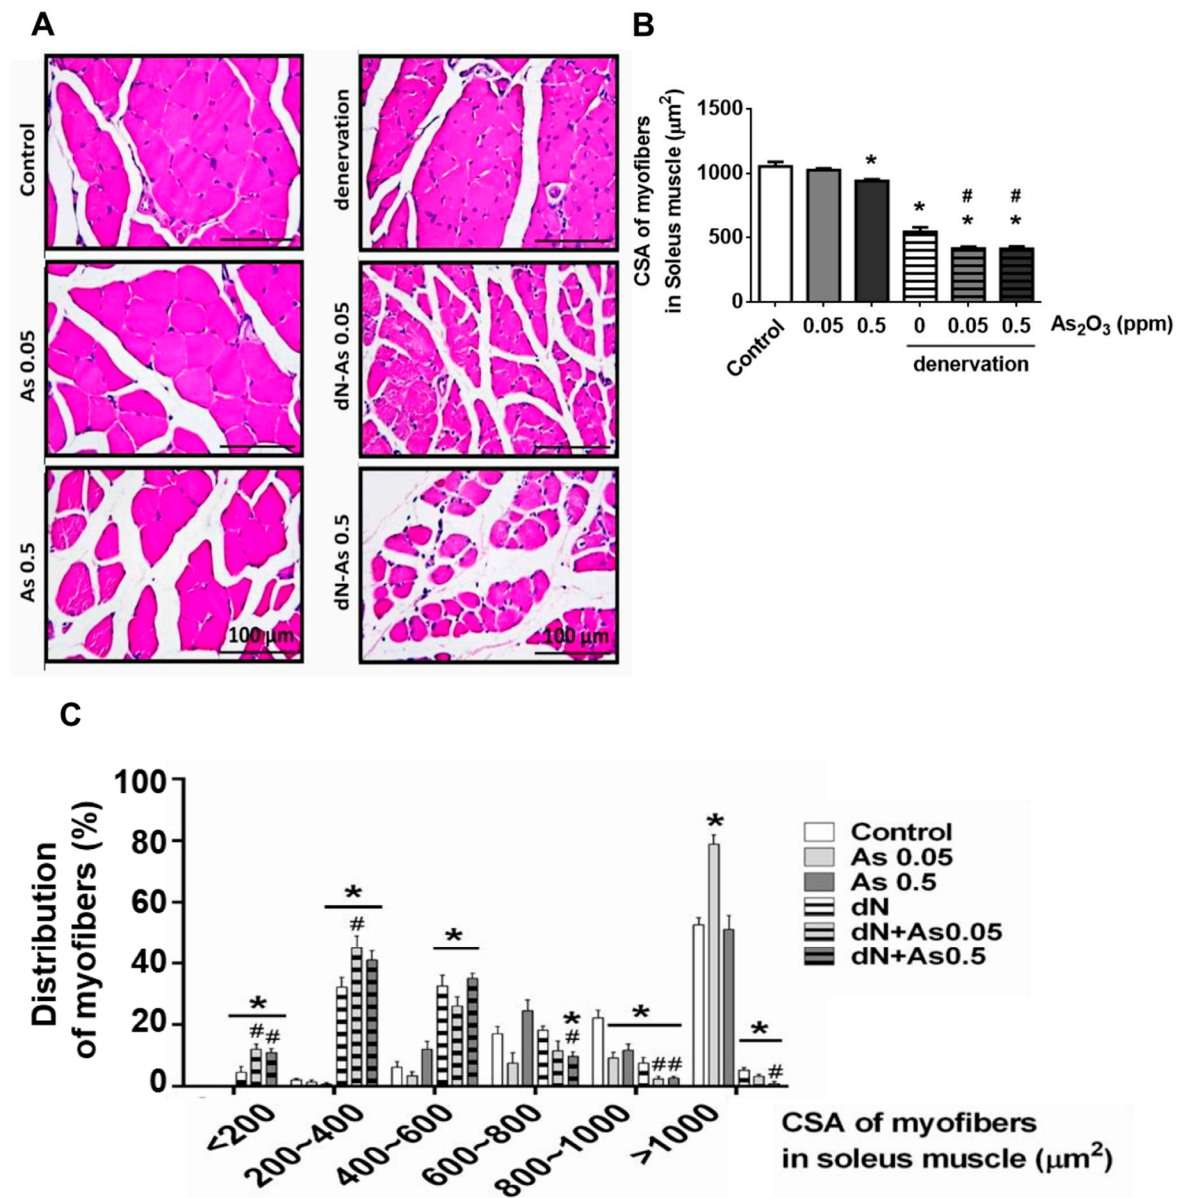 A
B
Control
denervation
As 0.05
dN-As 0.05
As 0.5
dN-As 0.5
100 μm
100 μm
CSA of myofibers
in Soleus muscle (μm²)
1500
1000
500
0
*
*
#
*
#
*
Control
0.05
0.5
0
0.05
0.5
As₂O₃ (ppm)
denervation
C
Distribution
of myofibers (%)
100
80
60
40
20
0
*
# #
*
#
*
*
#
*
##
*
*
#
<200
200~400
400~600
600~800
800~1000
>1000
CSA of myofibers
in soleus muscle (μm²)
Control
As 0.05
As 0.5
dN
dN+As0.05
dN+As0.5